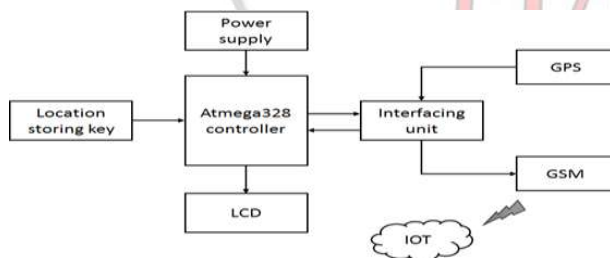 Power
supply
GPS
Location
storing key
Atmega328
controller
Interfacing
unit
GSM
LCD
IOT